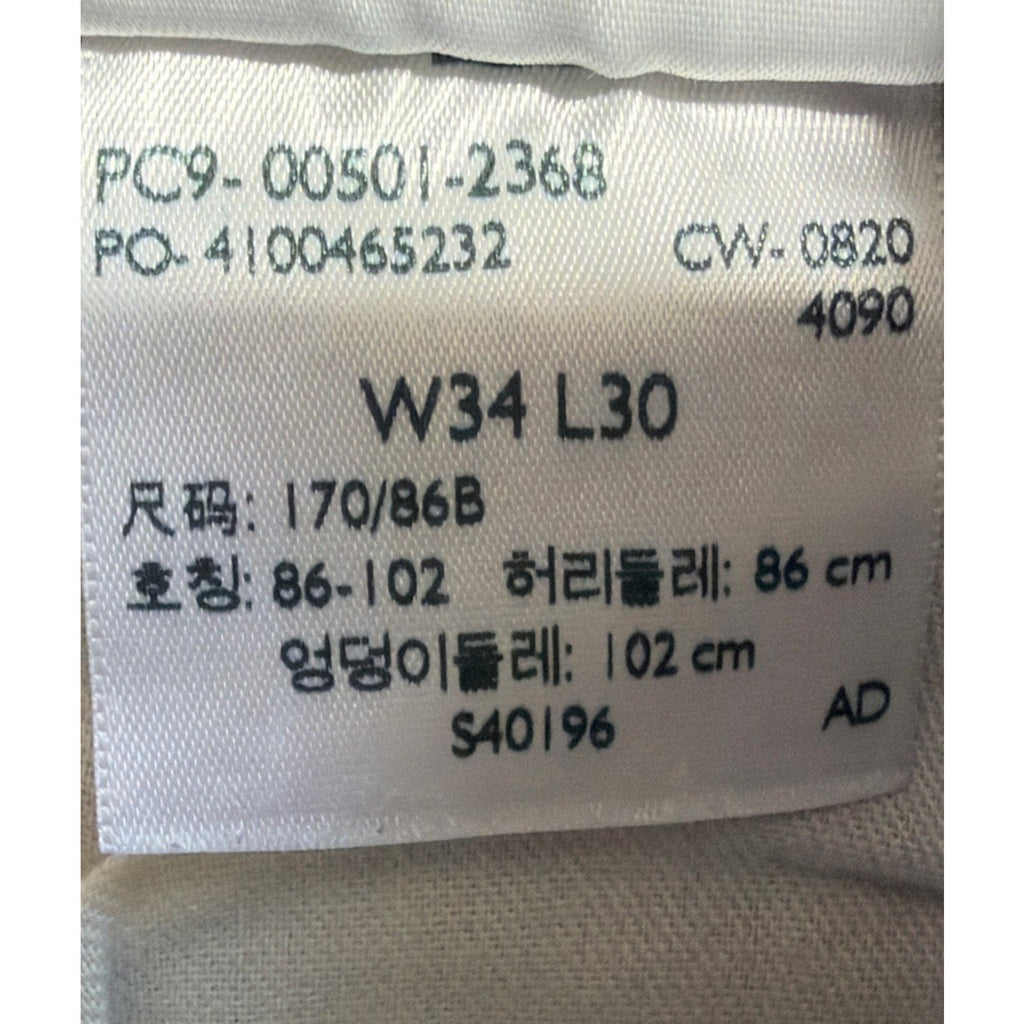 PC9-00501-2368
PO-4100465232 CW-0820
4090
W34 L30
尺码: 170/86B
호칭: 86-102 허리둘레: 86 cm
엉덩이둘레: 102 cm
S40196 AD